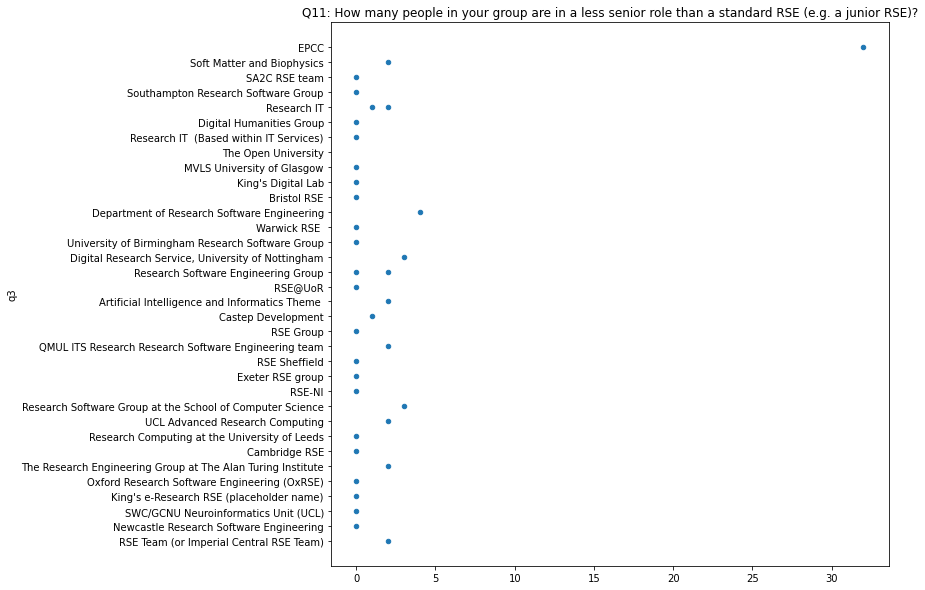 Q11: How many people in your group are in a less senior role than a standard RSE (e.g. a junior RSE)?
EPCC
Soft Matter and Biophysics
SA2C RSE team
Southampton Research Software Group
Research IT
Digital Humanities Group
Research IT  (Based within IT Services)
The Open University
MVLS University of Glasgow
King's Digital Lab
Bristol RSE
Department of Research Software Engineering
Warwick RSE
University of Birmingham Research Software Group
Digital Research Service, University of Nottingham
Research Software Engineering Group
RSE@UoR
Artificial Intelligence and Informatics Theme
Castep Development
RSE Group
QMUL ITS Research Research Software Engineering team
RSE Sheffield
Exeter RSE group
RSE-NI
Research Software Group at the School of Computer Science
UCL Advanced Research Computing
Research Computing at the University of Leeds
Cambridge RSE
The Research Engineering Group at The Alan Turing Institute
Oxford Research Software Engineering (OxRSE)
King's e-Research RSE (placeholder name)
SWC/GCNU Neuroinformatics Unit (UCL)
Newcastle Research Software Engineering
RSE Team (or Imperial Central RSE Team)
q3
0 5 10 15 20 25 30